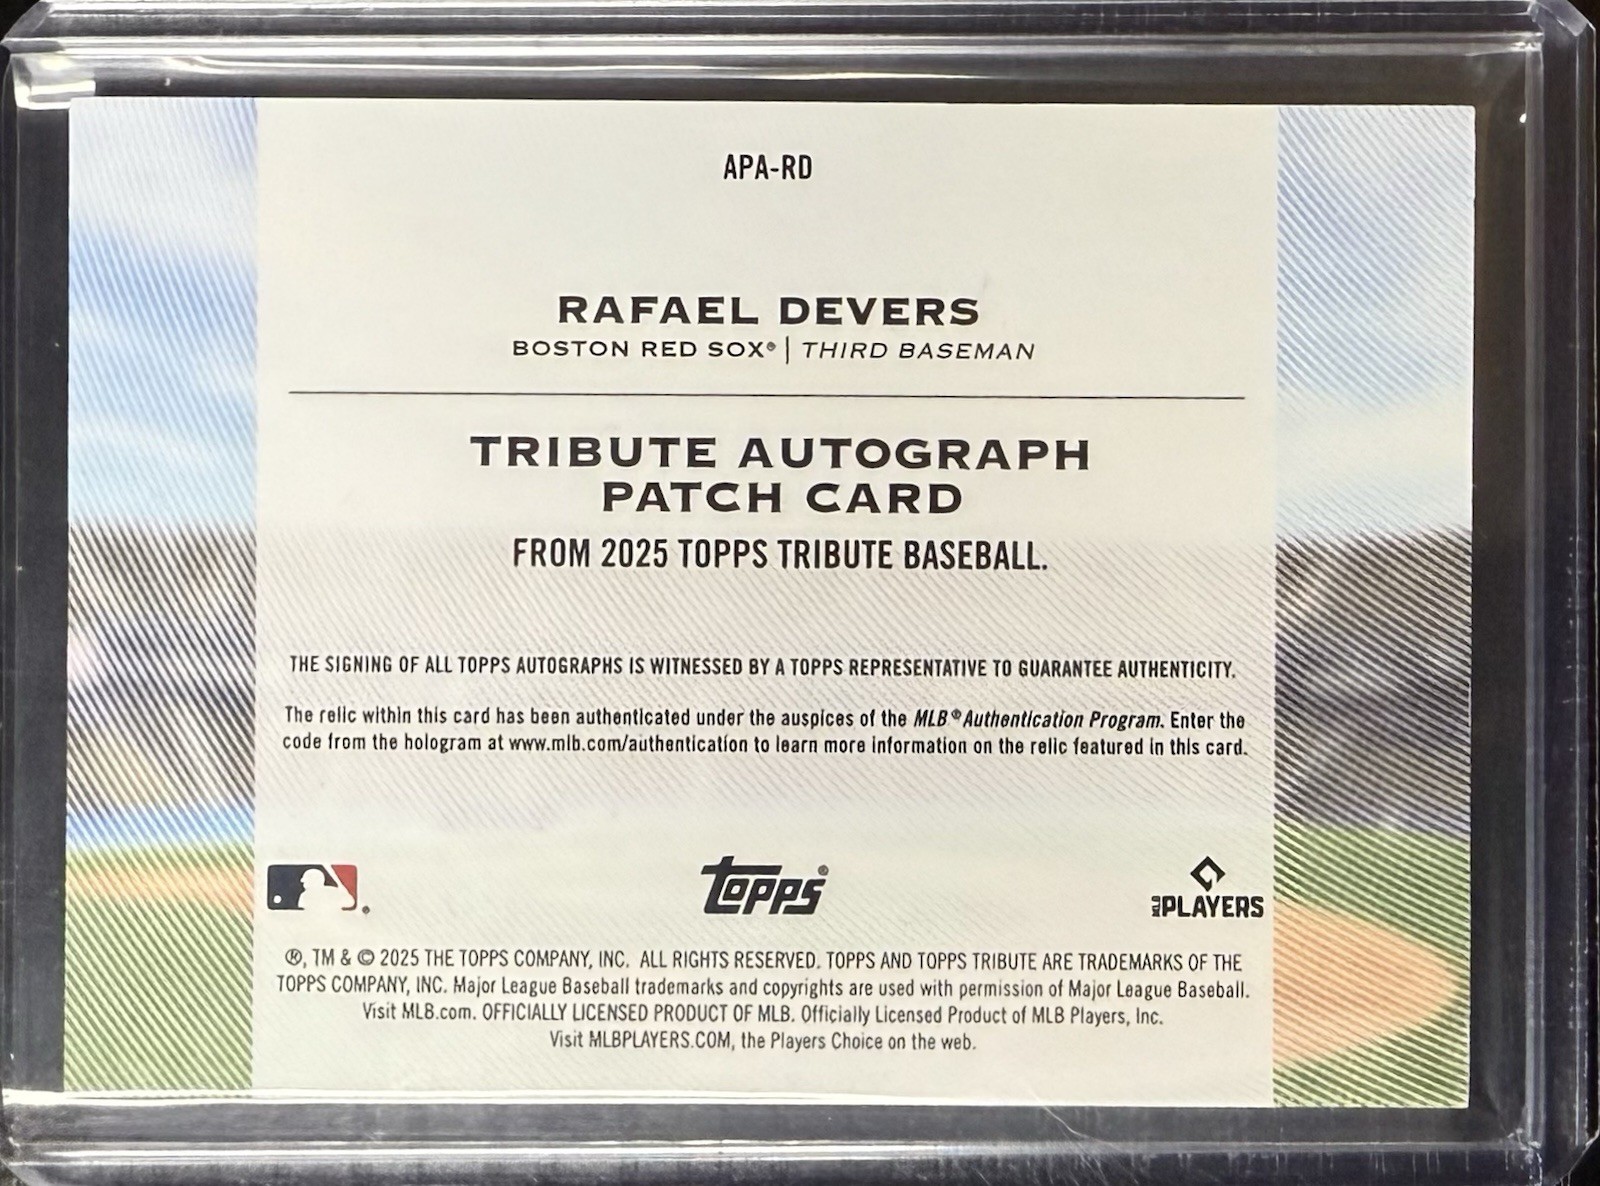 APA-RD
RAFAEL DEVERS
BOSTON RED SOX® | THIRD BASEMAN
TRIBUTE AUTOGRAPH
PATCH CARD
FROM 2025 TOPPS TRIBUTE BASEBALL.
THE SIGNING OF ALL TOPPS AUTOGRAPHS IS WITNESSED BY A TOPPS REPRESENTATIVE TO GUARANTEE AUTHENTICITY.
The relic within this card has been authenticated under the auspices of the MLB® Authentication Program. Enter the
code from the hologram at www.mlb.com/authentication to learn more information on the relic featured in this card.
Topps®
MLB PLAYERS
®, TM & © 2025 THE TOPPS COMPANY, INC. ALL RIGHTS RESERVED. TOPPS AND TOPPS TRIBUTE ARE TRADEMARKS OF THE
TOPPS COMPANY, INC. Major League Baseball trademarks and copyrights are used with permission of Major League Baseball.
Visit MLB.com. OFFICIALLY LICENSED PRODUCT OF MLB. Officially Licensed Product of MLB Players, Inc.
Visit MLBPLAYERS.COM, the Players Choice on the web.